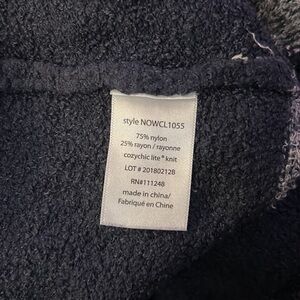 style NOWCL1055
75% nylon
25% rayon / rayonne
cozychic lite® knit
LOT # 20180212B
RN#111248
made in china/
Fabriqué en Chine